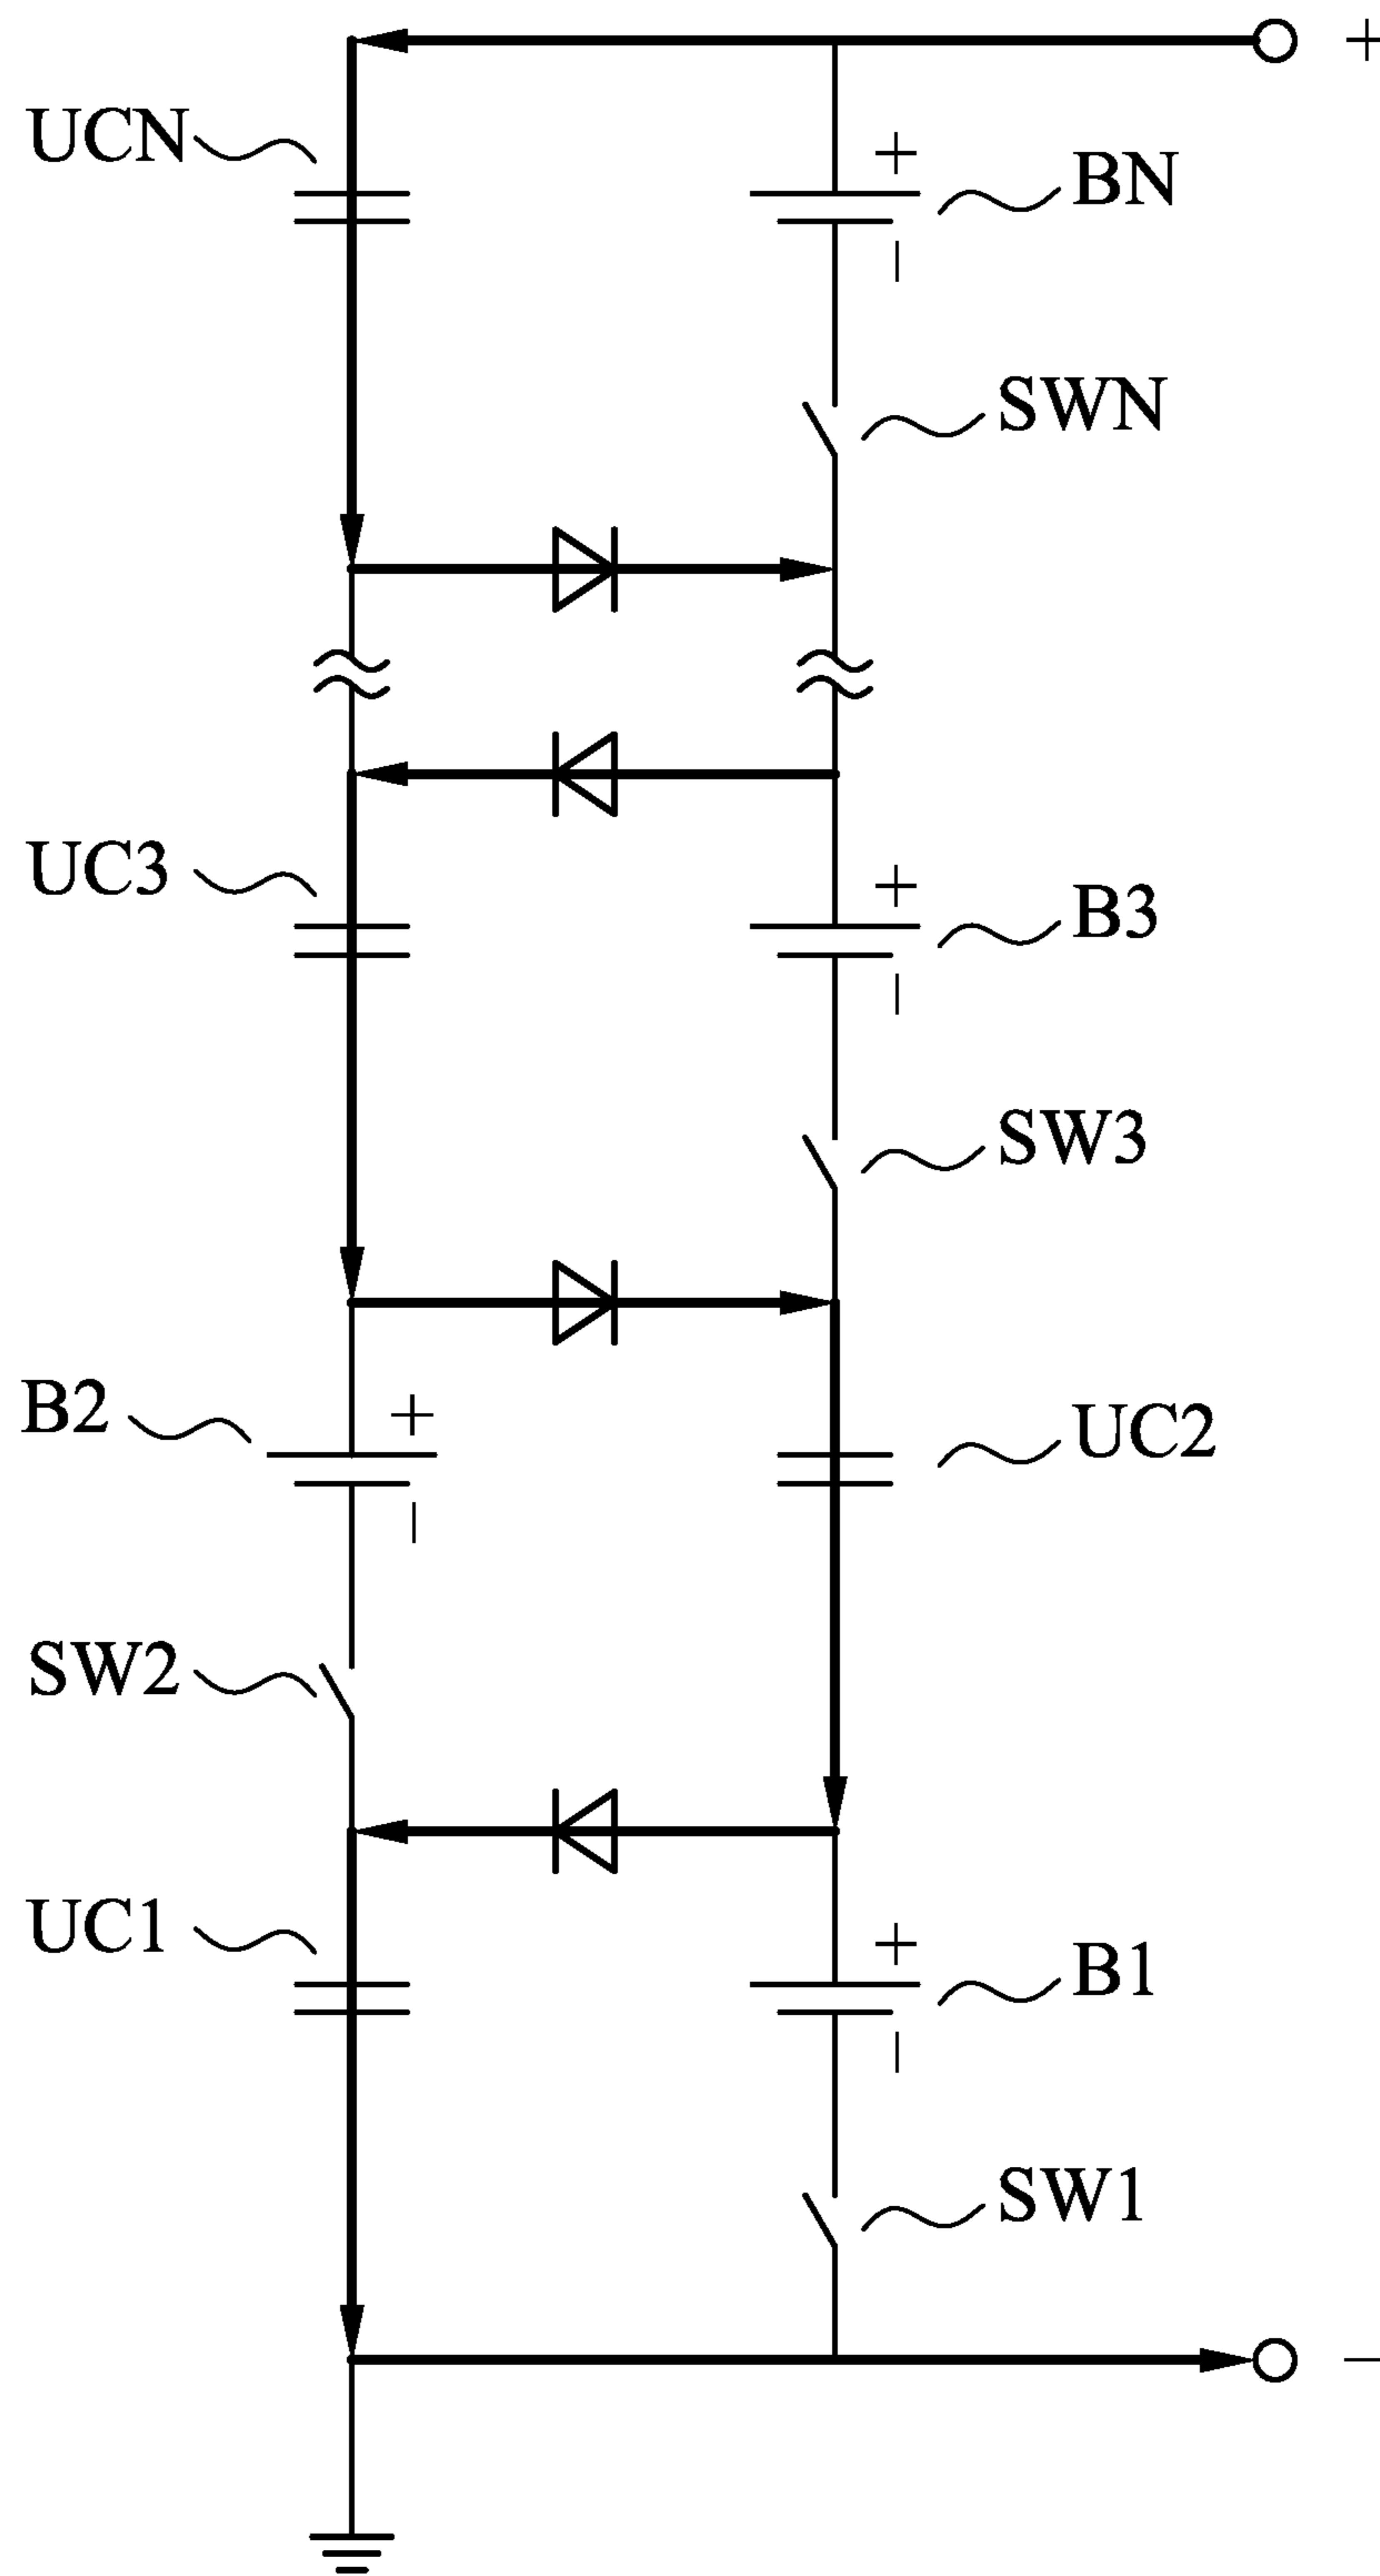 +
UCN
+
BN
−
SWN
UC3
+
B3
−
SW3
B2
+
UC2
−
SW2
UC1
+
B1
−
SW1
−